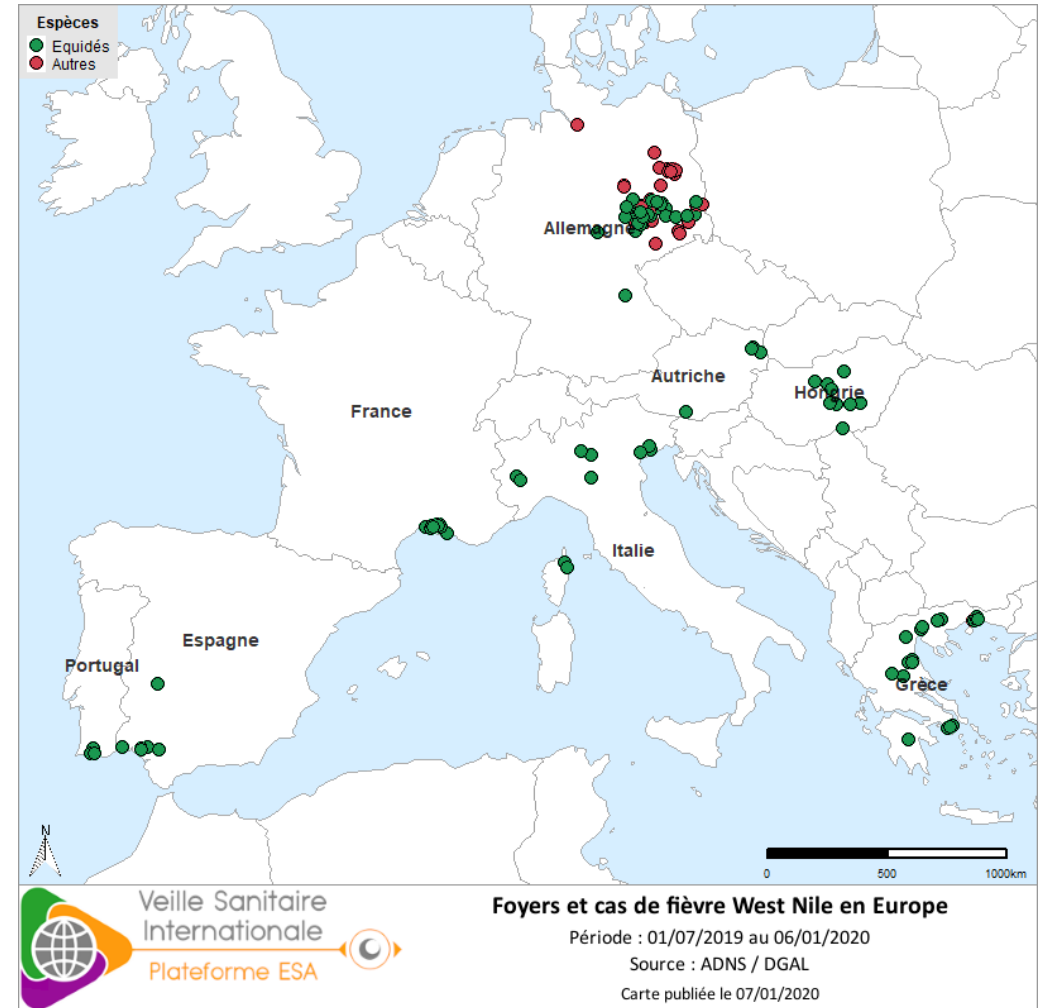 Espèces
Equidés
Autres
Allemagne
Autriche
Hongrie
France
Italie
Espagne
Portugal
Grèce
N
0 500 1000km
Veille Sanitaire
Internationale
Plateforme ESA
Foyers et cas de fièvre West Nile en Europe
Période : 01/07/2019 au 06/01/2020
Source : ADNS / DGAL
Carte publiée le 07/01/2020